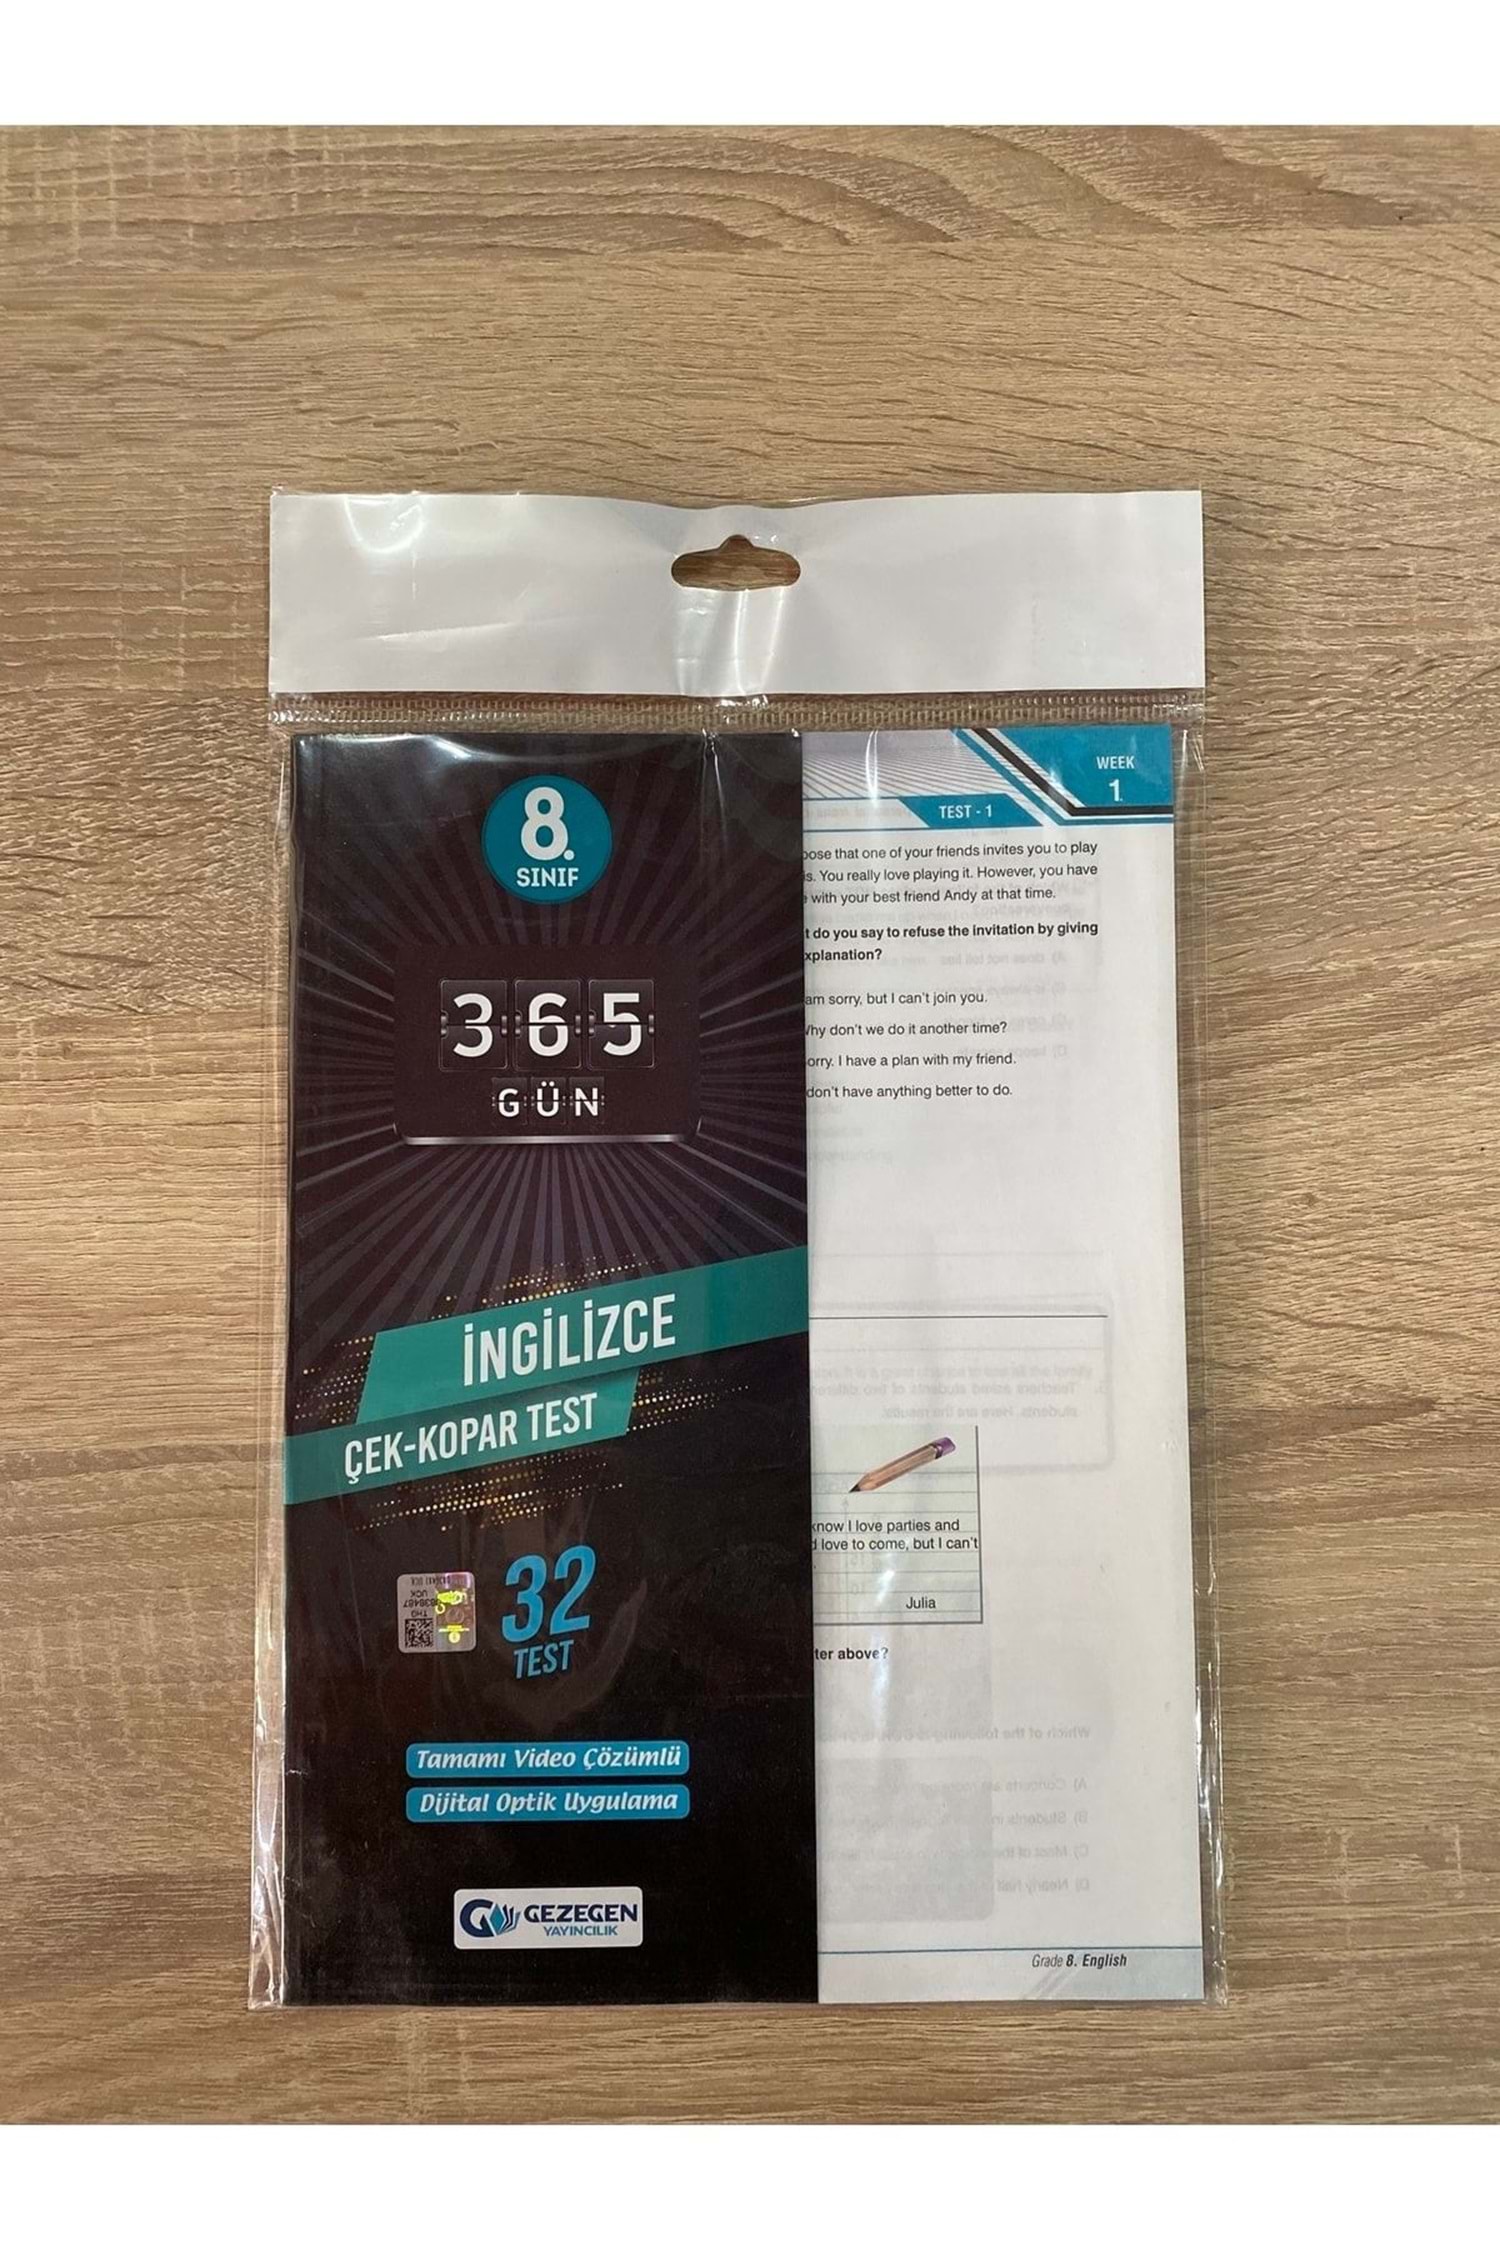 8.
SINIF
365
GÜN
İNGİLİZCE
ÇEK-KOPAR TEST
32
TEST
Tamamı Video Çözümlü
Dijital Optik Uygulama
GEZEGEN
YAYINCILIK
WEEK
1.
TEST - 1
that one of your friends invites you to play
You really love playing it. However, you have
with your best friend Andy at that time.
do you say to refuse the invitation by giving
am sorry, but I can't join you.
don't we do it another time?
I have a plan with my friend.
don't have anything better to do.
know I love parties and
love to come, but I can't
Julia
above?
Grade 8. English